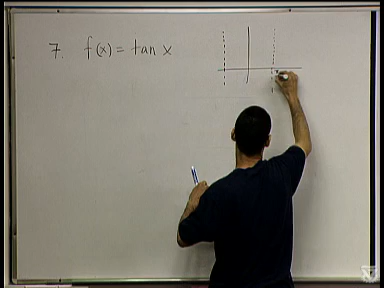 7. f(x) = tan x